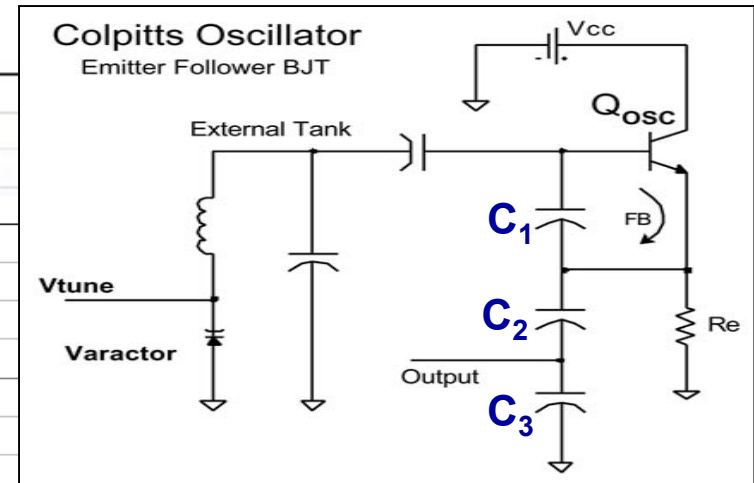 Colpitts Oscillator
Emitter Follower BJT
Vcc
- .
Qosc
External Tank
C1
FB
Vtune
C2
Re
Varactor
Output
C3